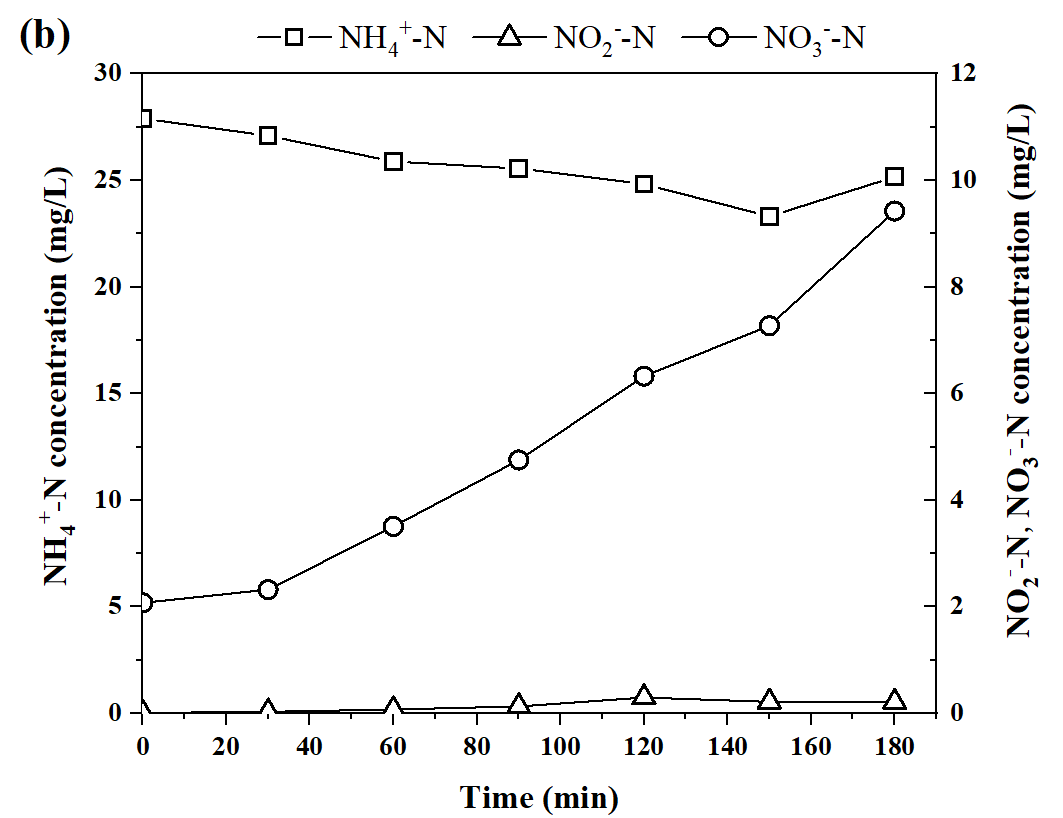 (b)
NH₄⁺-N NO₂⁻-N NO₃⁻-N
30
25
20
15
10
5
0
NH₄⁺-N concentration (mg/L)
12
10
8
6
4
2
0
NO₂⁻-N, NO₃⁻-N concentration (mg/L)
0 20 40 60 80 100 120 140 160 180
Time (min)